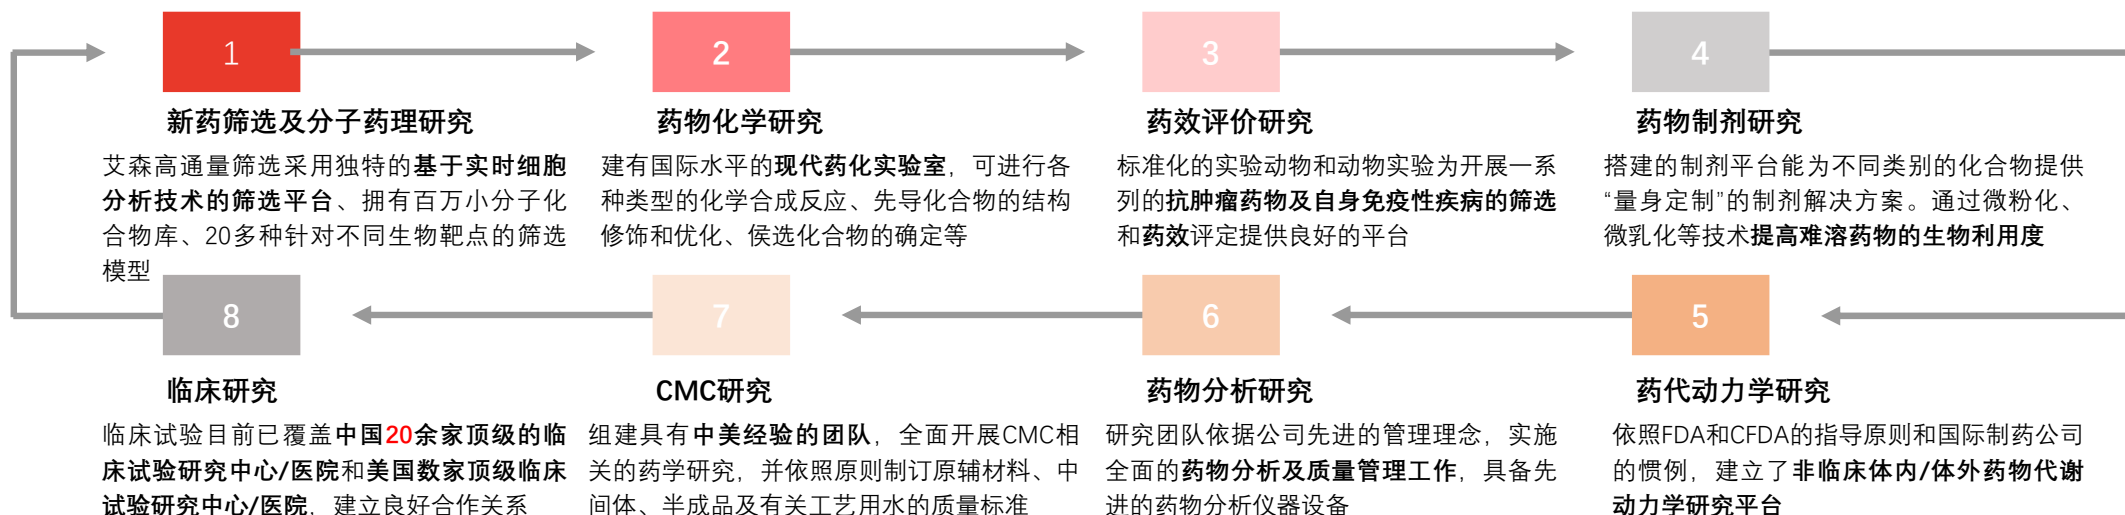 1
新药筛选及分子药理研究
艾森高通量筛选采用独特的基于实时细胞
分析技术的筛选平台、拥有百万小分子化
合物库、20多种针对不同生物靶点的筛选
模型
2
药物化学研究
建有国际水平的现代药化实验室，可进行各
种类型的化学合成反应、先导化合物的结构
修饰和优化、侯选化合物的确定等
3
药效评价研究
标准化的实验动物和动物实验为开展一系
列的抗肿瘤药物及自身免疫性疾病的筛选
和药效评定提供良好的平台
4
药物制剂研究
搭建的制剂平台能为不同类别的化合物提供
“量身定制”的制剂解决方案。通过微粉化、
微乳化等技术提高难溶药物的生物利用度
5
药代动力学研究
依照FDA和CFDA的指导原则和国际制药公司
的惯例，建立了非临床体内/体外药物代谢
动力学研究平台
6
药物分析研究
研究团队依据公司先进的管理理念，实施
全面的药物分析及质量管理工作，具备先
进的药物分析仪器设备
7
CMC研究
组建具有中美经验的团队，全面开展CMC相
关的药学研究，并依照原则制订原辅材料、中
间体、半成品及有关工艺用水的质量标准
8
临床研究
临床试验目前已覆盖中国20余家顶级的临
床试验研究中心/医院和美国数家顶级临床
试验研究中心/医院，建立良好合作关系